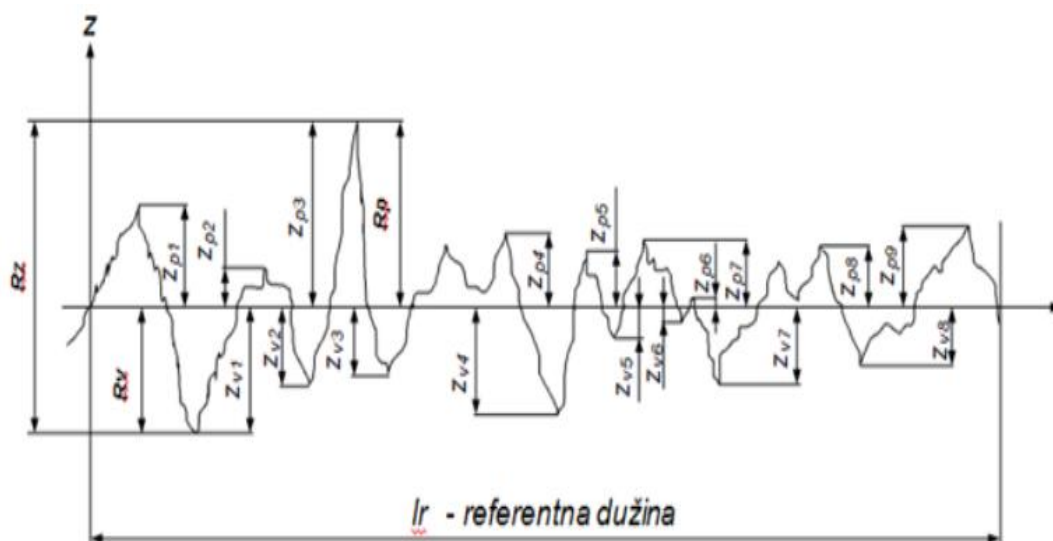 z
Rz
Rv
Zp1
Zv1
Zp2
Zv2
Zp3
Zv3
Rp
Zp4
Zv4
Zp5
Zv5
Zv6
Zp6
Zp7
Zv7
Zp8
Zp9
Zv8
lr - referentna dužina